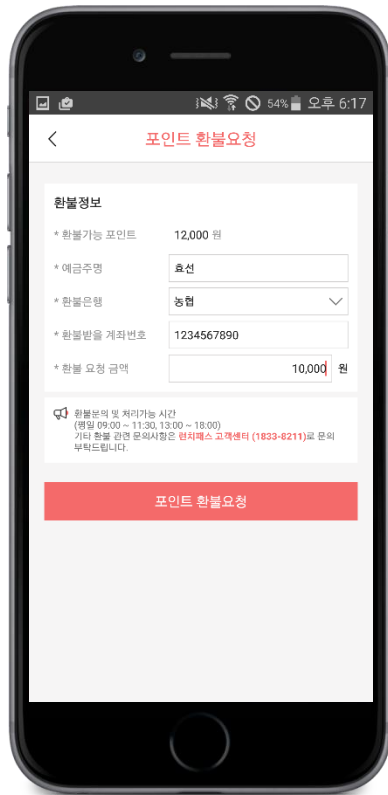 54% 오후 6:17
포인트 환불요청
환불정보
* 환불가능 포인트 12,000 원
* 예금주명 효선
* 환불은행 농협
* 환불받을 계좌번호 1234567890
* 환불 요청 금액 10,000 원
환불문의 및 처리가능 시간
(평일 09:00 ~ 11:30, 13:00 ~ 18:00)
기타 환불 관련 문의사항은 런치패스 고객센터 (1833-8211)로 문의
부탁드립니다.
포인트 환불요청